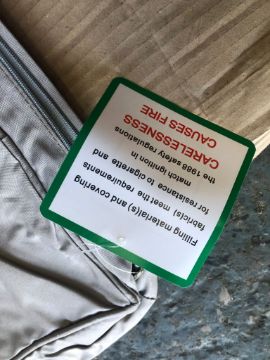 Filling material(s) and covering
fabric(s) meet the requirements
for resistance to cigarette and
match ignition in
the 1988 safety regulations
CARELESSNESS
CAUSES FIRE